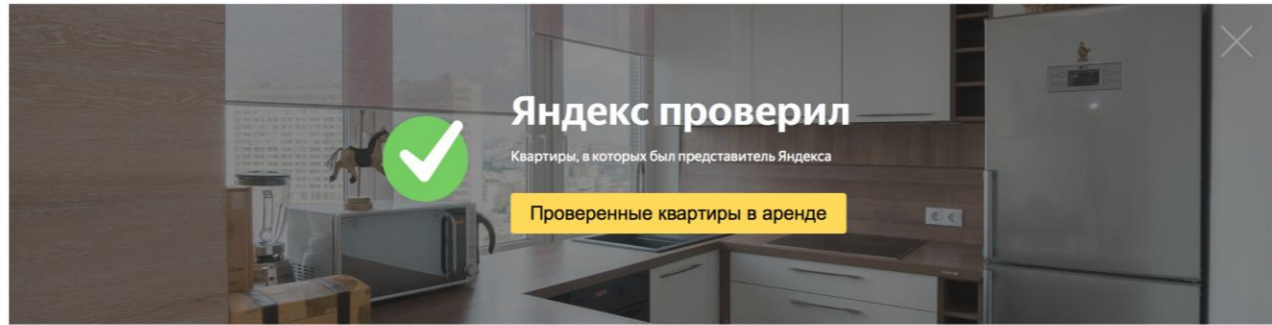 Яндекс проверил
Квартиры, в которых был представитель Яндекса
Проверенные квартиры в аренде